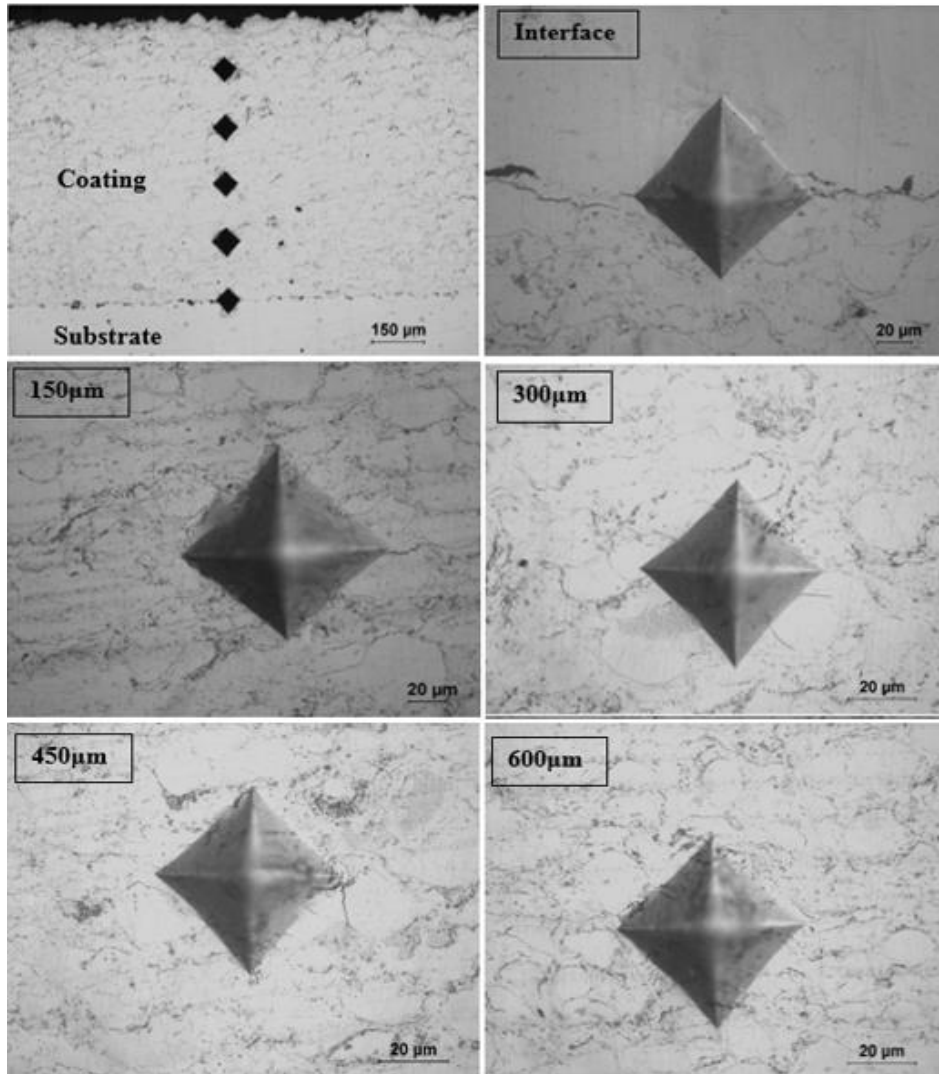 Interface
Coating
Substrate
150 µm
20 µm
150µm
20 µm
300µm
20 µm
450µm
20 µm
600µm
20 µm